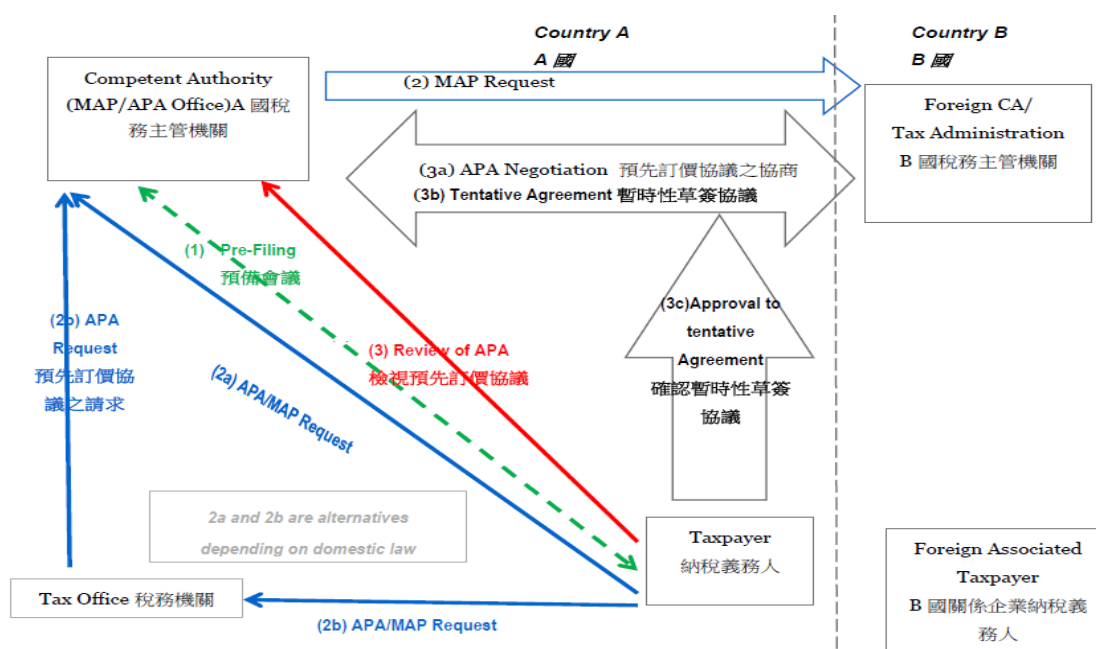 Country A
A 國
Country B
B 國
Competent Authority
(MAP/APA Office)A 國稅
務主管機關
(2) MAP Request
Foreign CA/
Tax Administration
B 國稅務主管機關
(3a) APA Negotiation 預先訂價協議之協商
(3b) Tentative Agreement 暫時性草簽協議
(1) Pre-Filing
預備會議
(3c)Approval to
tentative
Agreement
確認暫時性草簽
協議
(2b) APA
Request
預先訂價協
議之請求
(3) Review of APA
檢視預先訂價協議
(2a) APA/MAP Request
2a and 2b are alternatives
depending on domestic law
Taxpayer
納稅義務人
Foreign Associated
Taxpayer
B 國關係企業納稅義
務人
Tax Office 稅務機關
(2b) APA/MAP Request